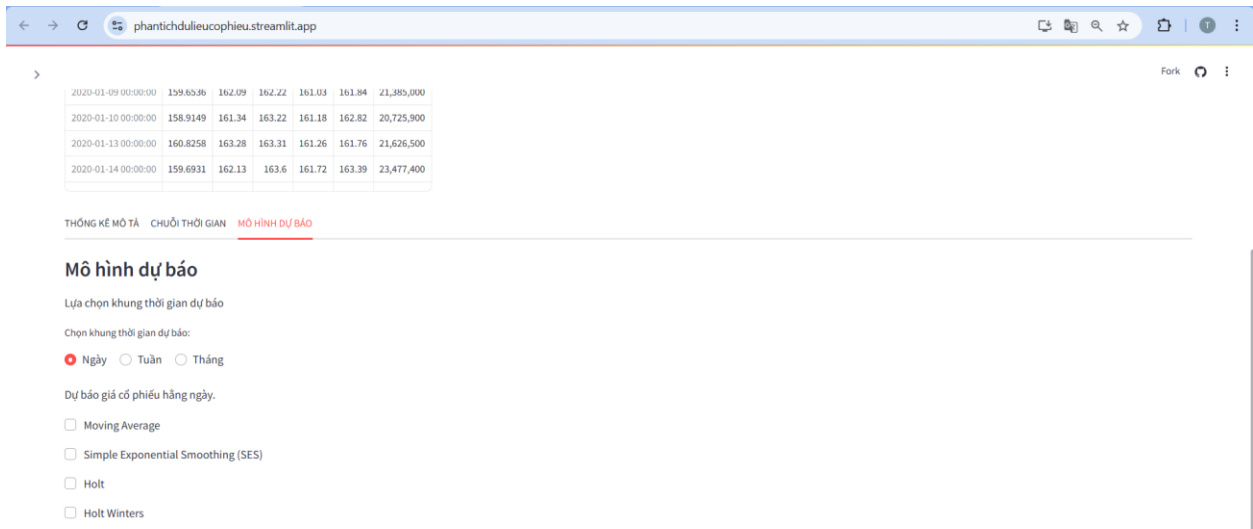 phantichdulieucophieu.streamlit.app
T
Fork
2020-01-09 00:00:00 159.6536 162.09 162.22 161.03 161.84 21,385,000
2020-01-10 00:00:00 158.9149 161.34 163.22 161.18 162.82 20,725,900
2020-01-13 00:00:00 160.8258 163.28 163.31 161.26 161.76 21,626,500
2020-01-14 00:00:00 159.6931 162.13 163.6 161.72 163.39 23,477,400
THỐNG KÊ MÔ TẢ CHUỖI THỜI GIAN MÔ HÌNH DỰ BÁO
Mô hình dự báo
Lựa chọn khung thời gian dự báo
Chọn khung thời gian dự báo:
Ngày Tuần Tháng
Dự báo giá cổ phiếu hằng ngày.
Moving Average
Simple Exponential Smoothing (SES)
Holt
Holt Winters